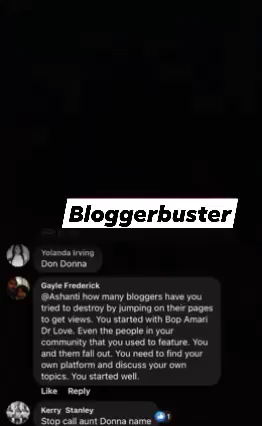 Bloggerbuster
Yolanda Irving
Don Donna
Gayle Frederick
@Ashanti how many bloggers have you
tried to destroy by jumping on their pages
to get views. You started with Bop Amari
Dr Love. Even the people in your
community that you used to feature. You
and them fall out. You need to find your
own platform and discuss your own
topics. You started well.
Like Reply
Kerry Stanley
Stop call aunt Donna name
1